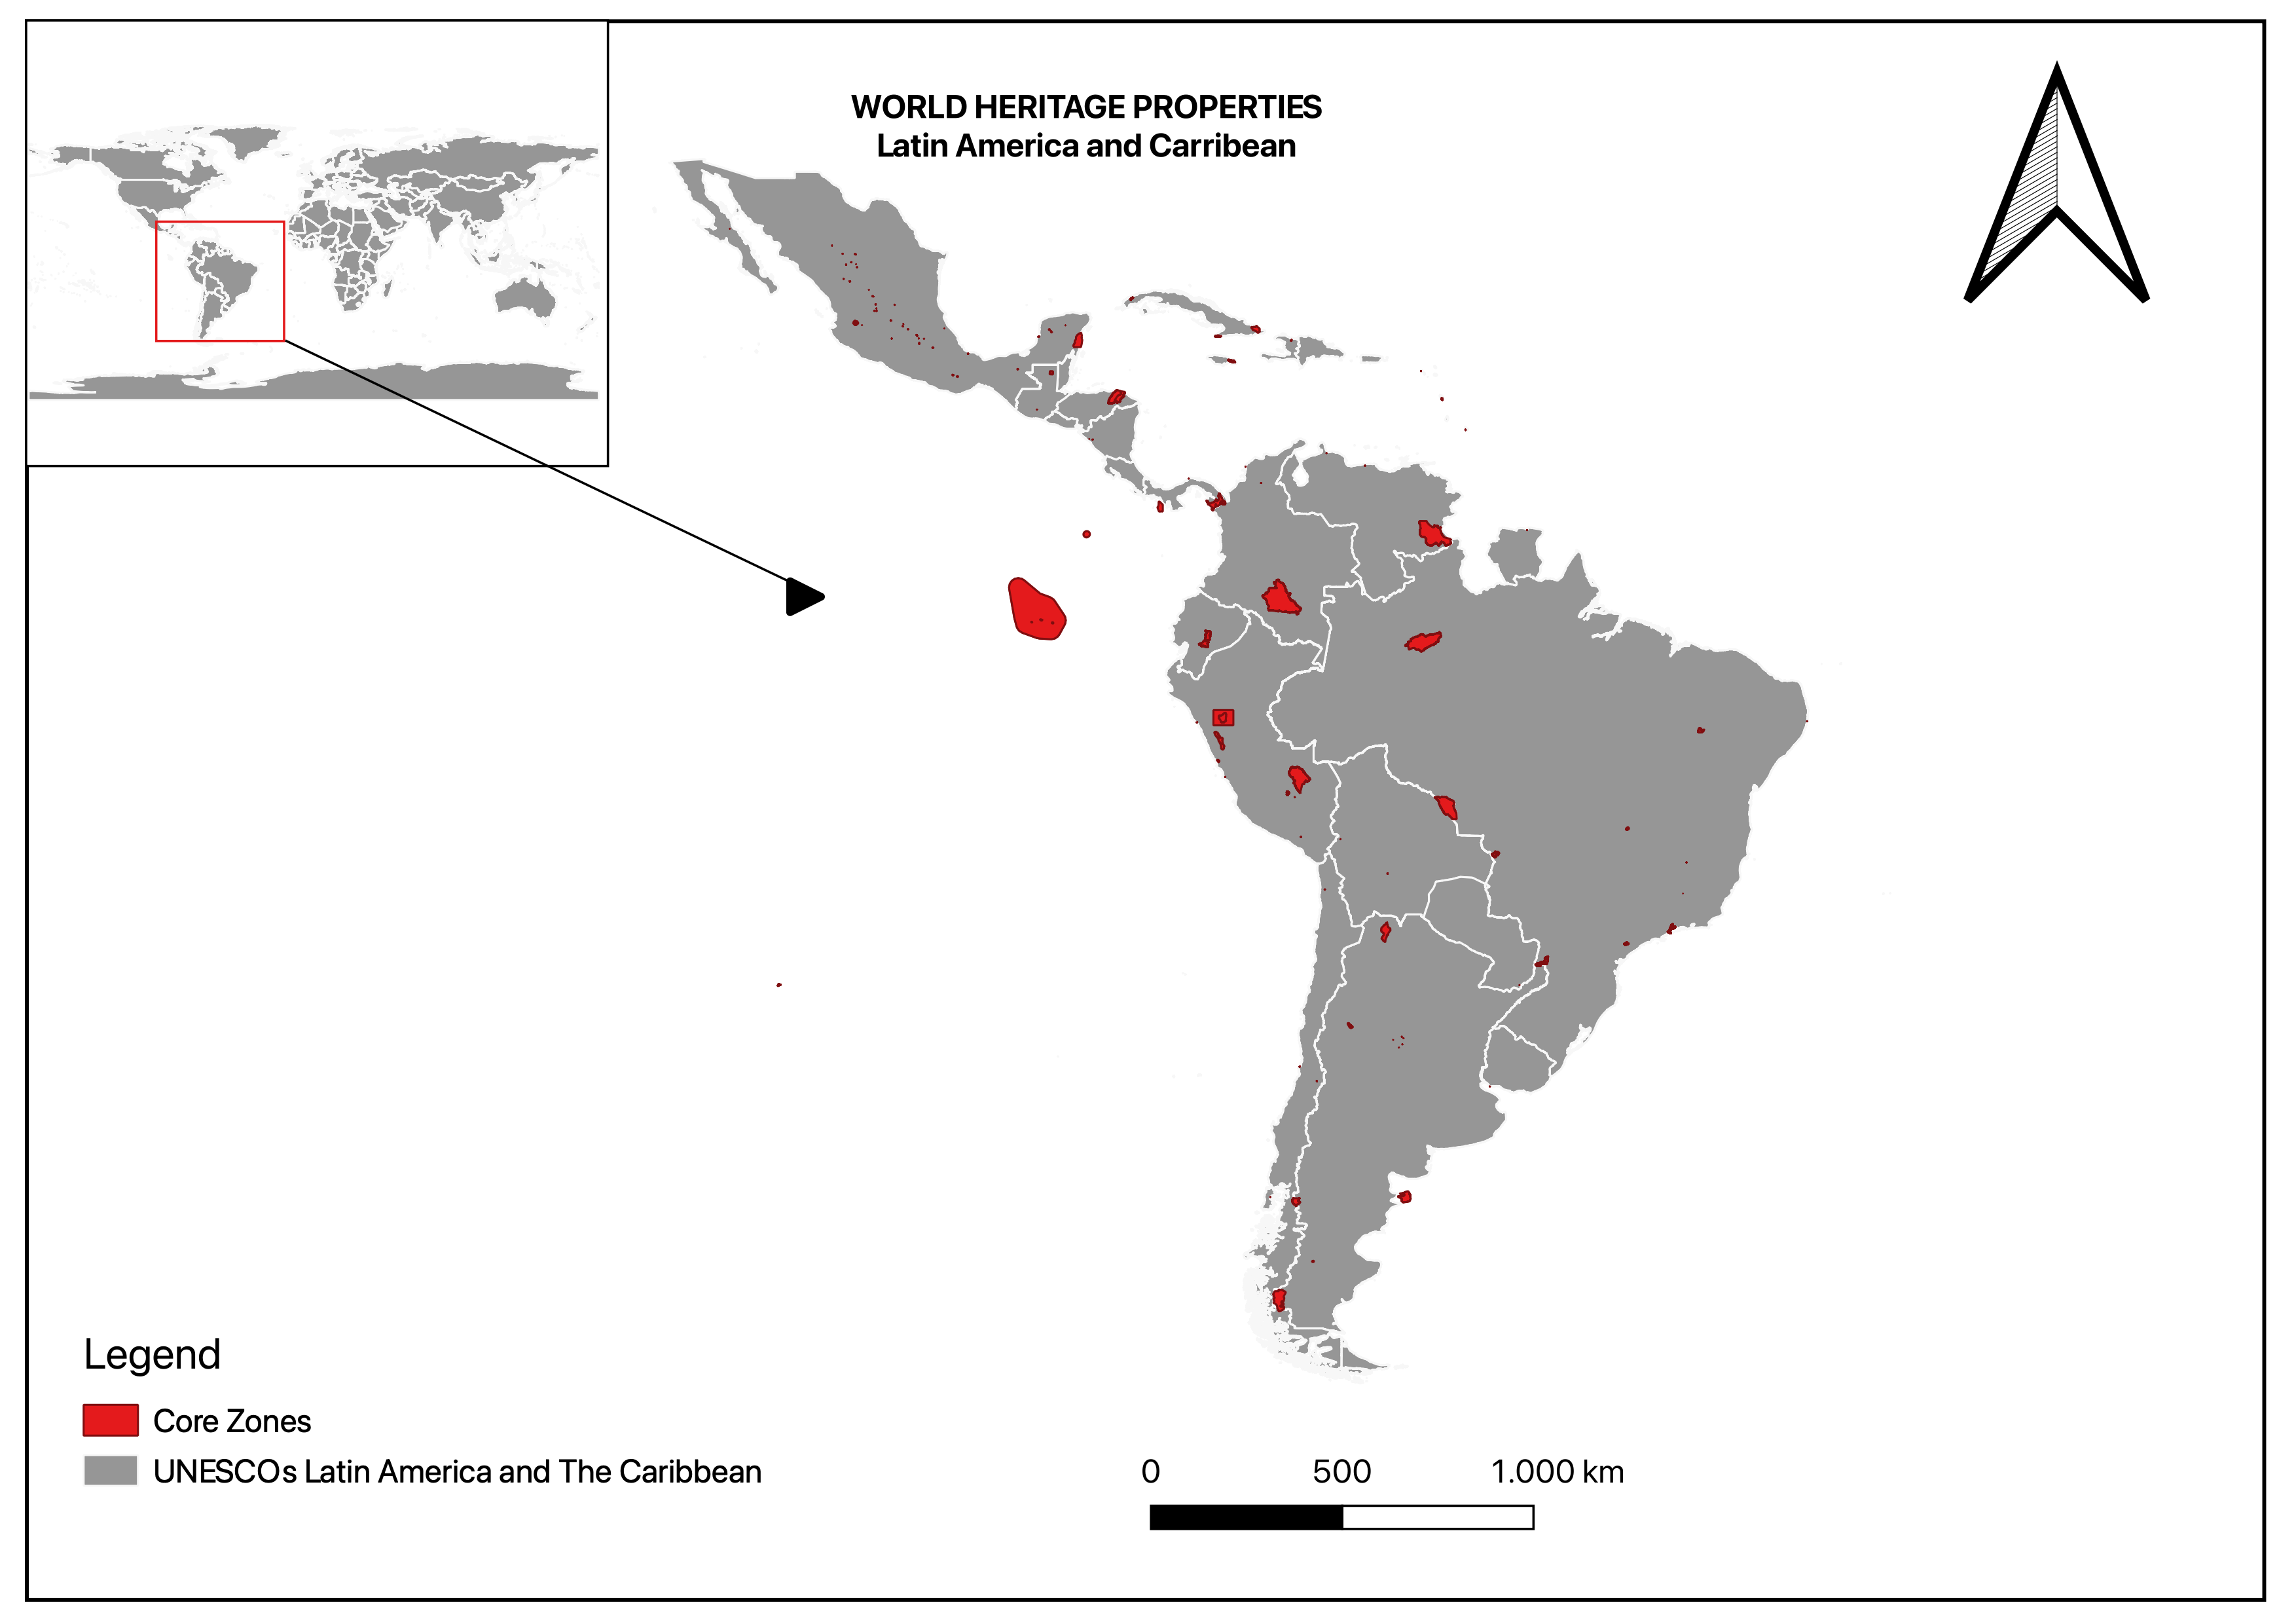 WORLD HERITAGE PROPERTIES
Latin America and Carribean
Legend
Core Zones
UNESCOs Latin America and The Caribbean
0 500 1.000 km